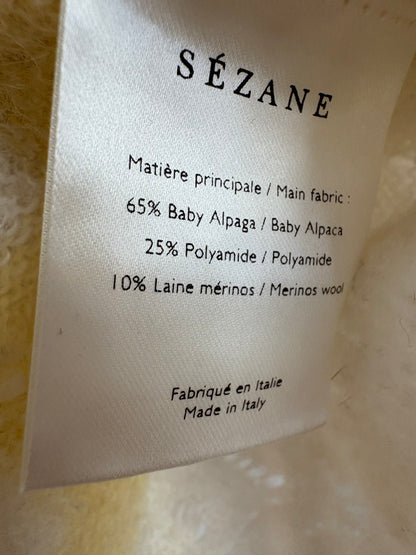 SÉZANE
Matière principale / Main fabric :
65% Baby Alpaga / Baby Alpaca
25% Polyamide / Polyamide
10% Laine mérinos / Merinos wool
Fabriqué en Italie
Made in Italy